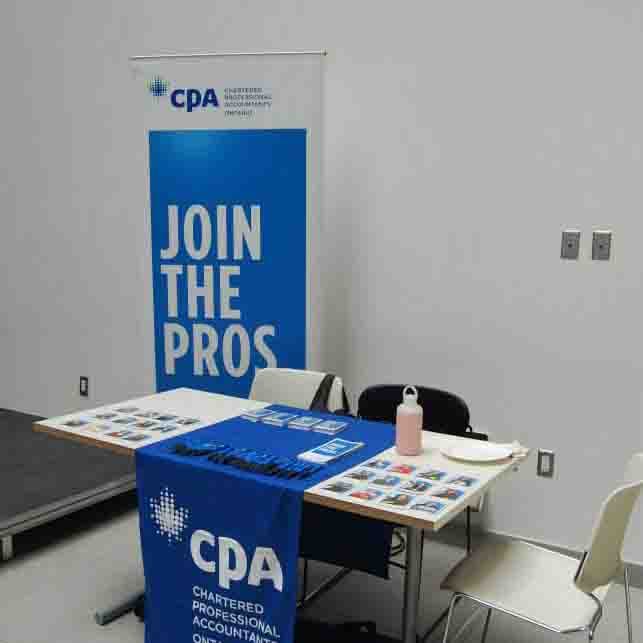 CPA CHARTERED
PROFESSIONAL
ACCOUNTANTS
ONTARIO
JOIN
THE
PROS
CPA
CHARTERED
PROFESSIONAL
ACCOUNTANTS